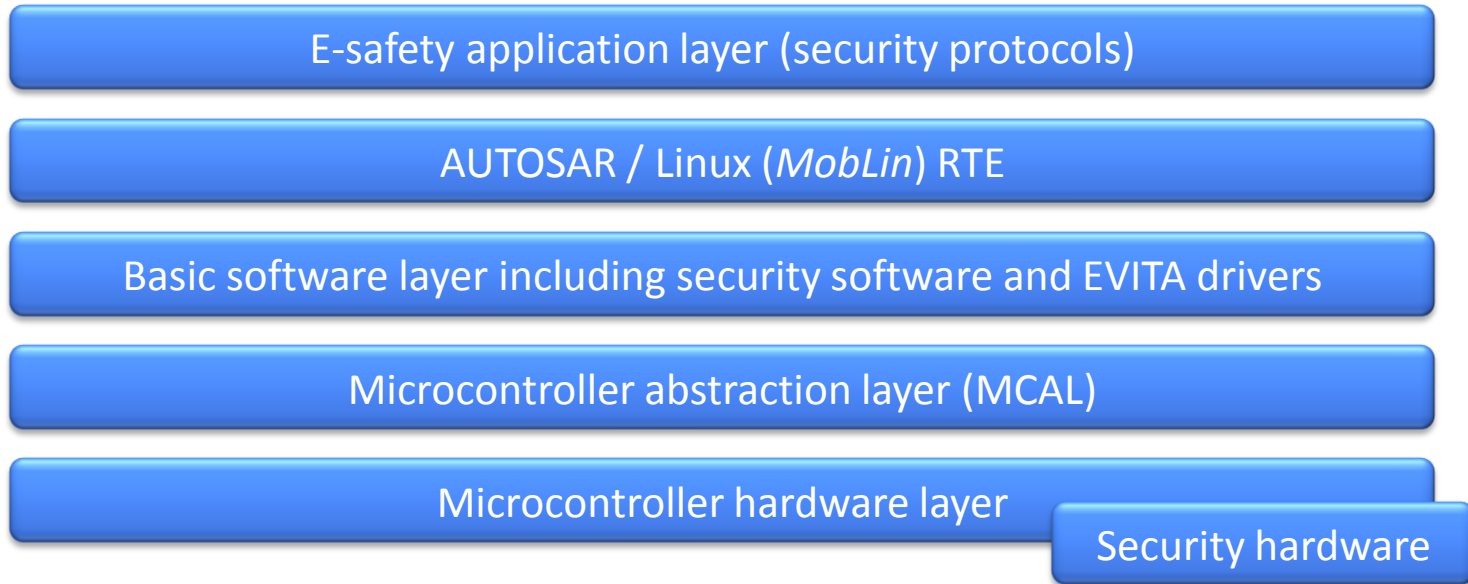 E-safety application layer (security protocols)
AUTOSAR / Linux (MobLin) RTE
Basic software layer including security software and EVITA drivers
Microcontroller abstraction layer (MCAL)
Microcontroller hardware layer
Security hardware